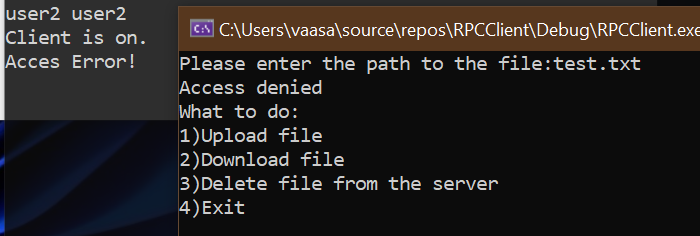 user2 user2
Client is on.
Acces Error!
C:\Users\vaasa\source\repos\RPCClient\Debug\RPCClient.exe
Please enter the path to the file:test.txt
Access denied
What to do:
1)Upload file
2)Download file
3)Delete file from the server
4)Exit